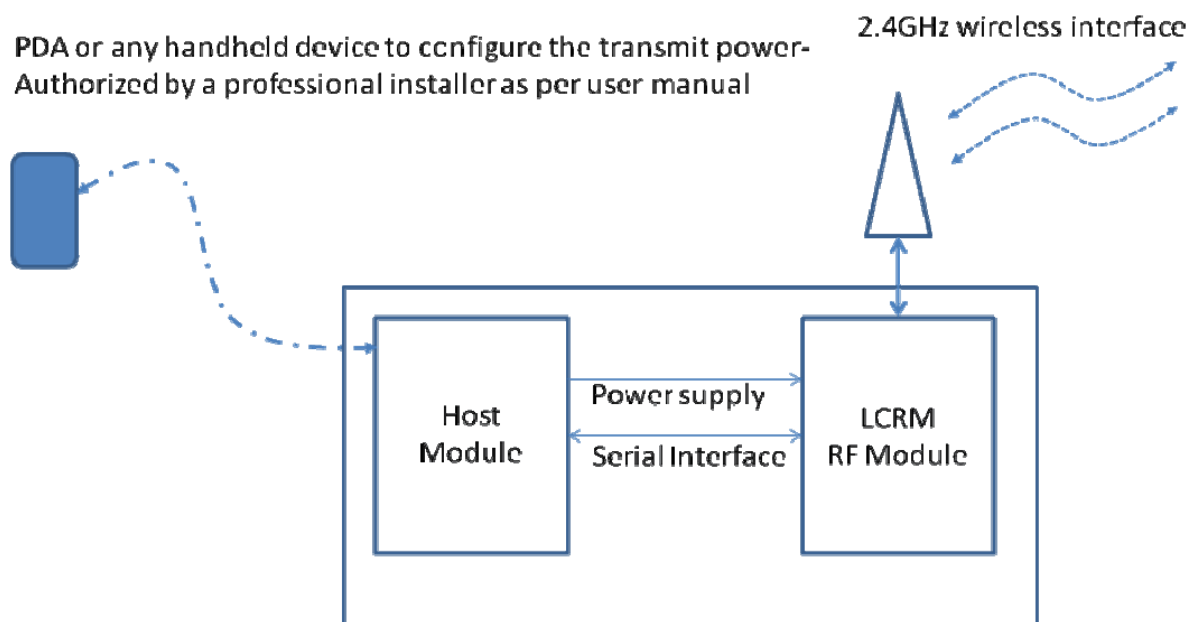 PDA or any handheld device to configure the transmit power-
Authorized by a professional installer as per user manual
2.4GHz wireless interface
Host
Module
Power supply
Serial Interface
LCRM
RF Module